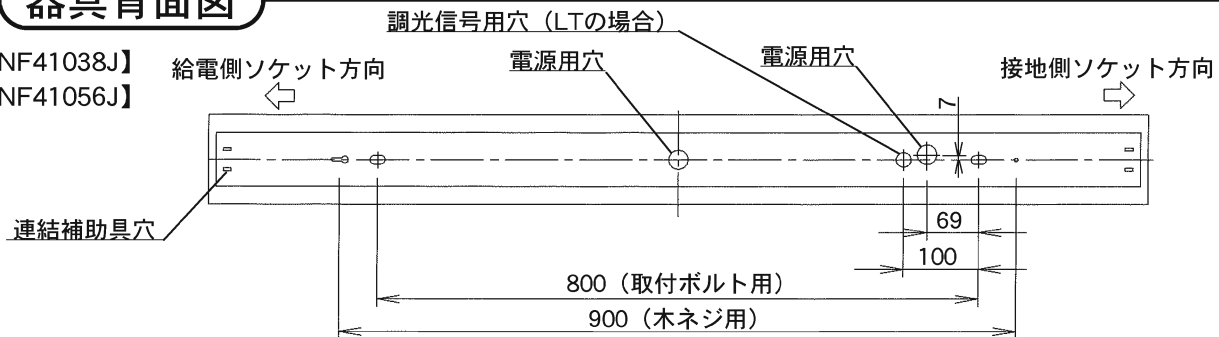 器具背面図
調光信号用穴（LTの場合）
NF41038J】
給電側ソケット方向
電源用穴
電源用穴
接地側ソケット方向
NF41056J】
7
連結補助具穴
69
100
800（取付ボルト用）
900（木ネジ用）